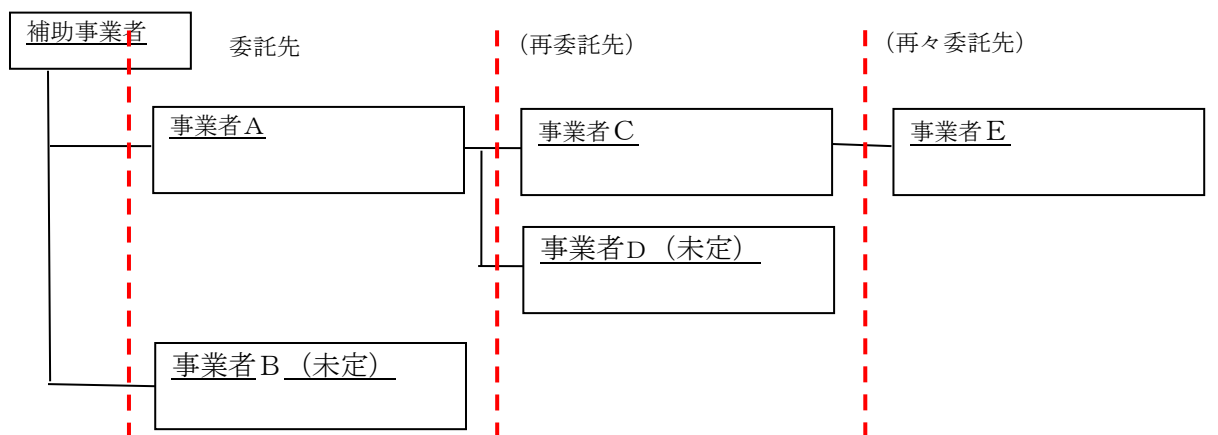 補助事業者
委託先
（再委託先）
（再々委託先）
事業者A
事業者C
事業者E
事業者D（未定）
事業者B（未定）